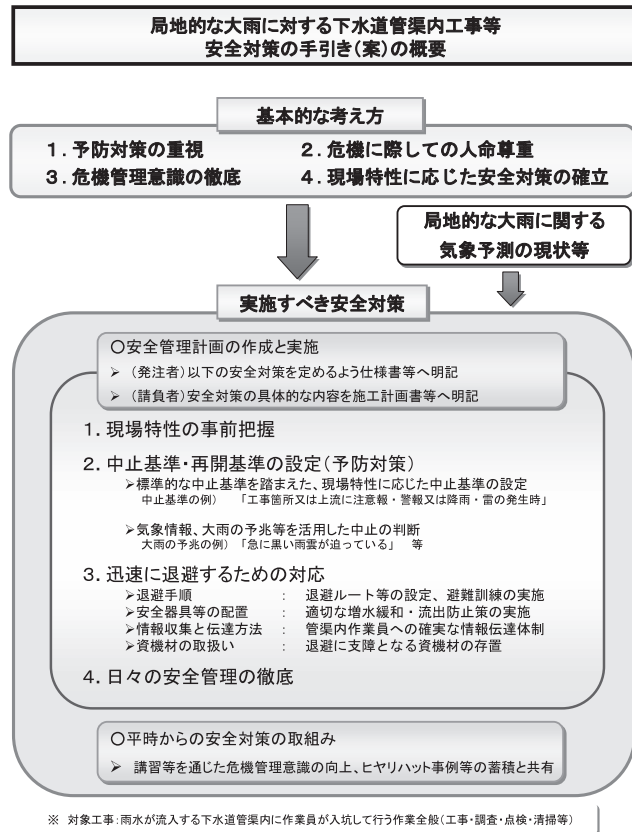 局地的な大雨に対する下水道管渠内工事等
安全対策の手引き(案)の概要
基本的な考え方
1.予防対策の重視 2.危機に際しての人命尊重
3.危機管理意識の徹底 4.現場特性に応じた安全対策の確立
局地的な大雨に関する
気象予測の現状等
実施すべき安全対策
○安全管理計画の作成と実施
➢ (発注者)以下の安全対策を定めるよう仕様書等へ明記
➢ (請負者)安全対策の具体的な内容を施工計画書等へ明記
1.現場特性の事前把握
2.中止基準・再開基準の設定(予防対策)
➢標準的な中止基準を踏まえた、現場特性に応じた中止基準の設定
中止基準の例) 「工事箇所又は上流に注意報・警報又は降雨・雷の発生時」
➢気象情報、大雨の予兆等を活用した中止の判断
大雨の予兆の例) 「急に黒い雨雲が迫っている」 等
3.迅速に退避するための対応
➢退避手順 : 退避ルート等の設定、避難訓練の実施
➢安全器具等の配置 : 適切な増水緩和・流出防止策の実施
➢情報収集と伝達方法 : 管渠内作業員への確実な情報伝達体制
➢資機材の取扱い : 退避に支障となる資機材の存置
4.日々の安全管理の徹底
○平時からの安全対策の取組み
➢ 講習等を通じた危機管理意識の向上、ヒヤリハット事例等の蓄積と共有
※ 対象工事:雨水が流入する下水道管渠内に作業員が入坑して行う作業全般(工事・調査・点検・清掃等)